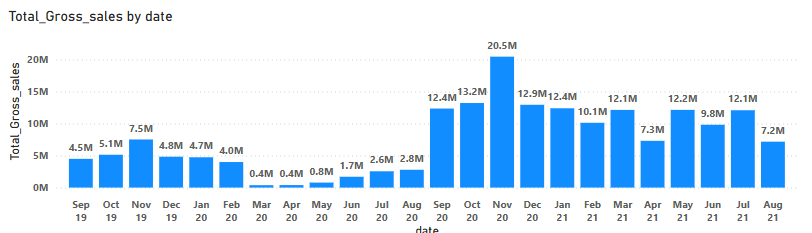 Total_Gross_sales by date
Total_Gross_sales
20M
15M
10M
5M
0M
4.5M 5.1M 7.5M 4.8M 4.7M 4.0M 0.4M 0.4M 0.8M 1.7M 2.6M 2.8M 12.4M 13.2M 20.5M 12.9M 12.4M 10.1M 12.1M 7.3M 12.2M 9.8M 12.1M 7.2M
Sep Oct Nov Dec Jan Feb Mar Apr May Jun Jul Aug Sep Oct Nov Dec Jan Feb Mar Apr May Jun Jul Aug
19 19 19 19 20 20 20 20 20 20 20 20 20 20 20 20 21 21 21 21 21 21 21 21
date